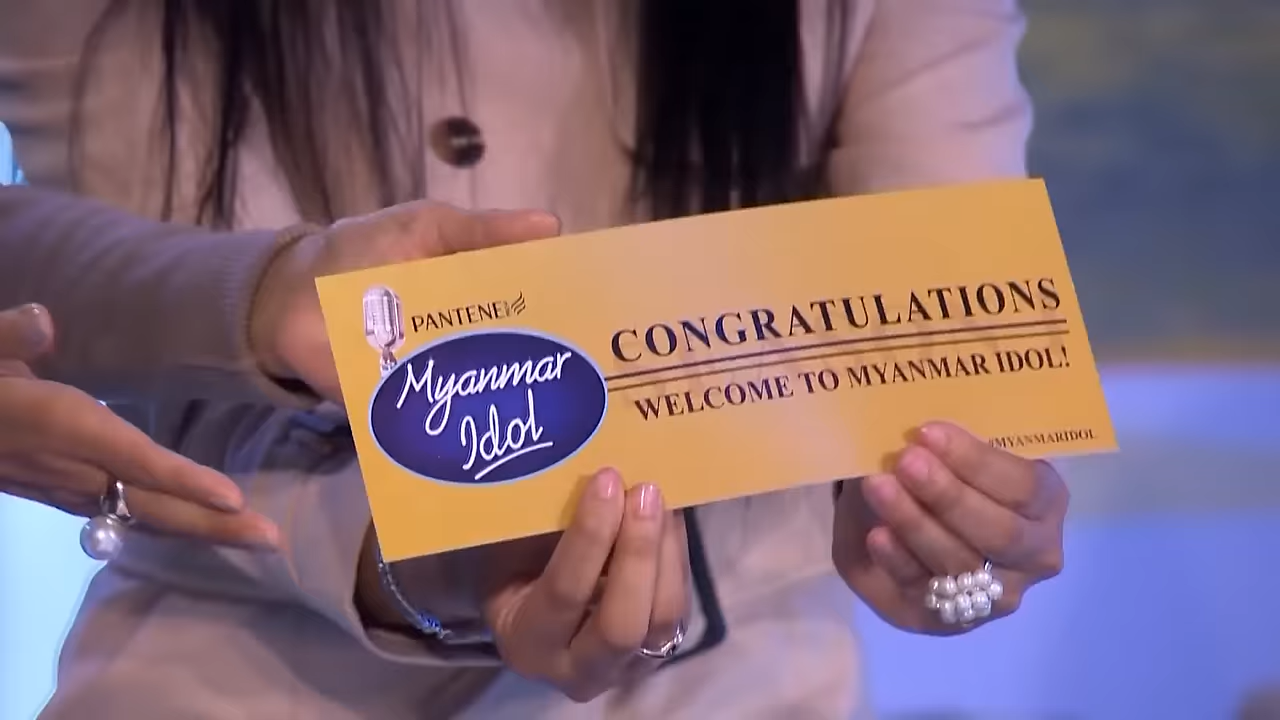 PANTENE
Myanmar
Idol
CONGRATULATIONS
WELCOME TO MYANMAR IDOL!
#MYANMARIDOL